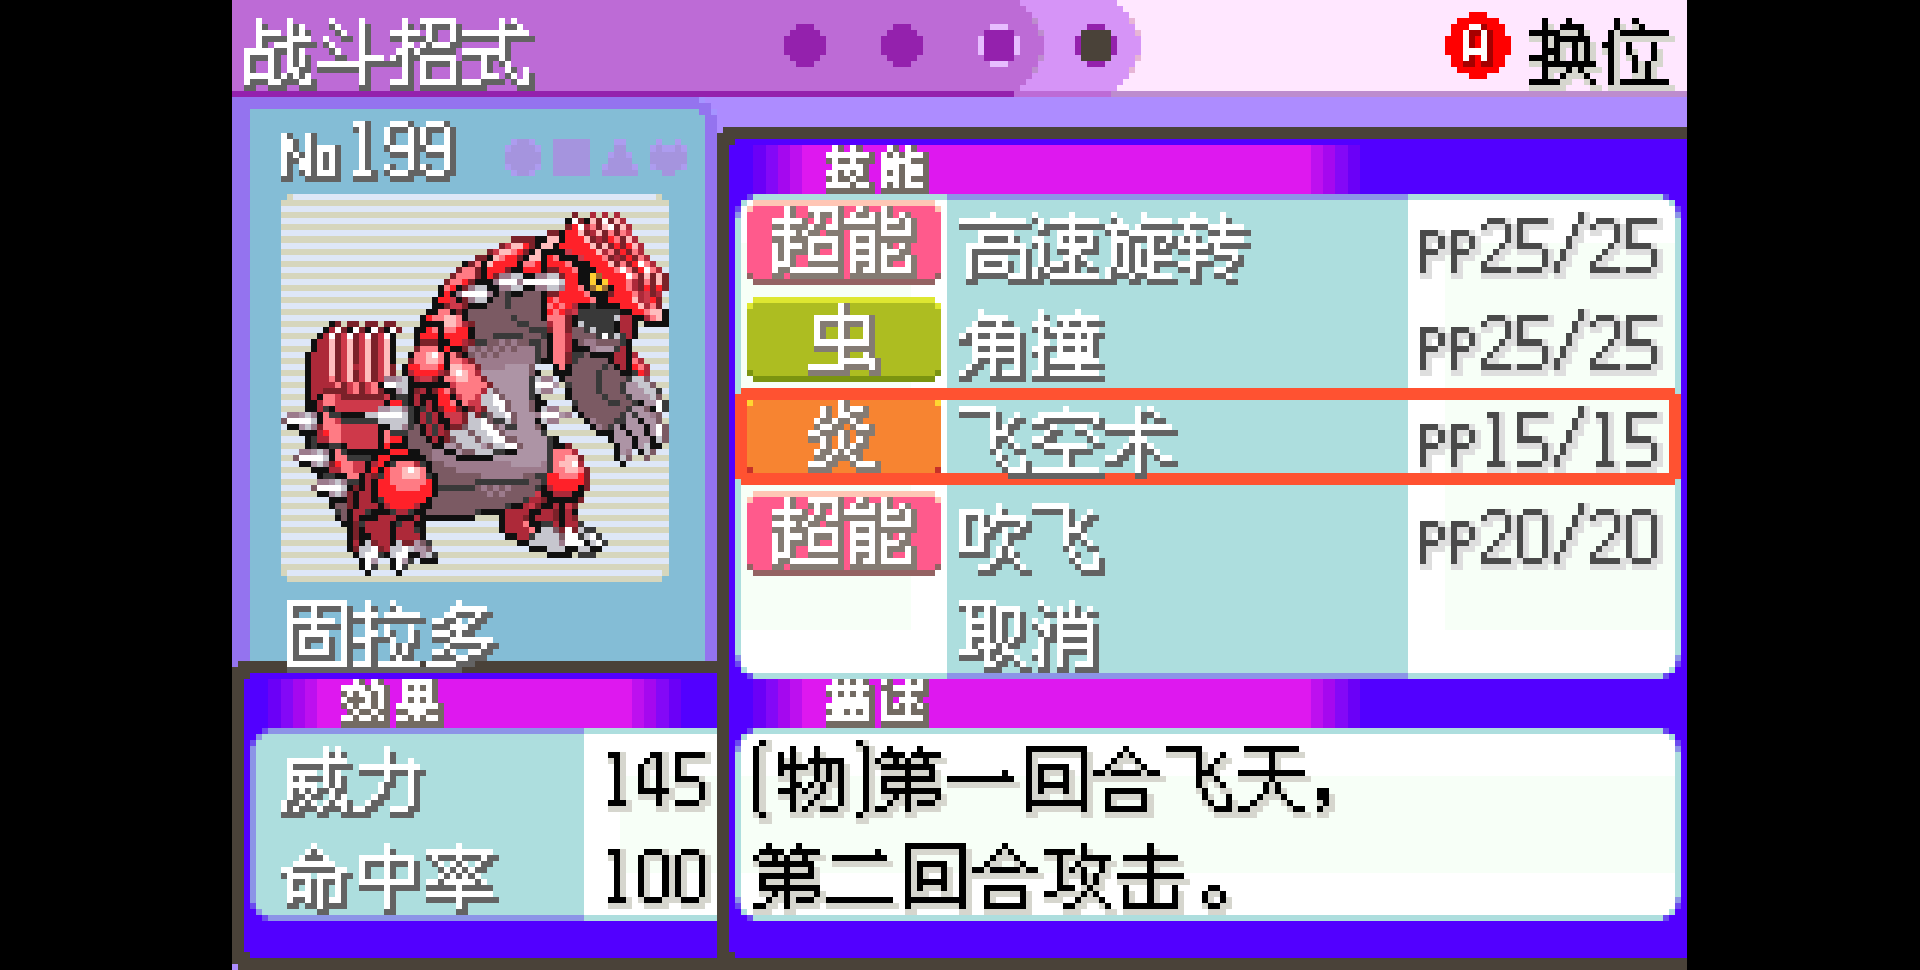 战斗招式
A 换位
No199
技能
超能 高速旋转 PP25/25
虫 角撞 PP25/25
炎 飞空术 PP15/15
超能 吹飞 PP20/20
取消
固拉多
效果
威力 145
命中率 100
描述
[物]第一回合飞天,
第二回合攻击。